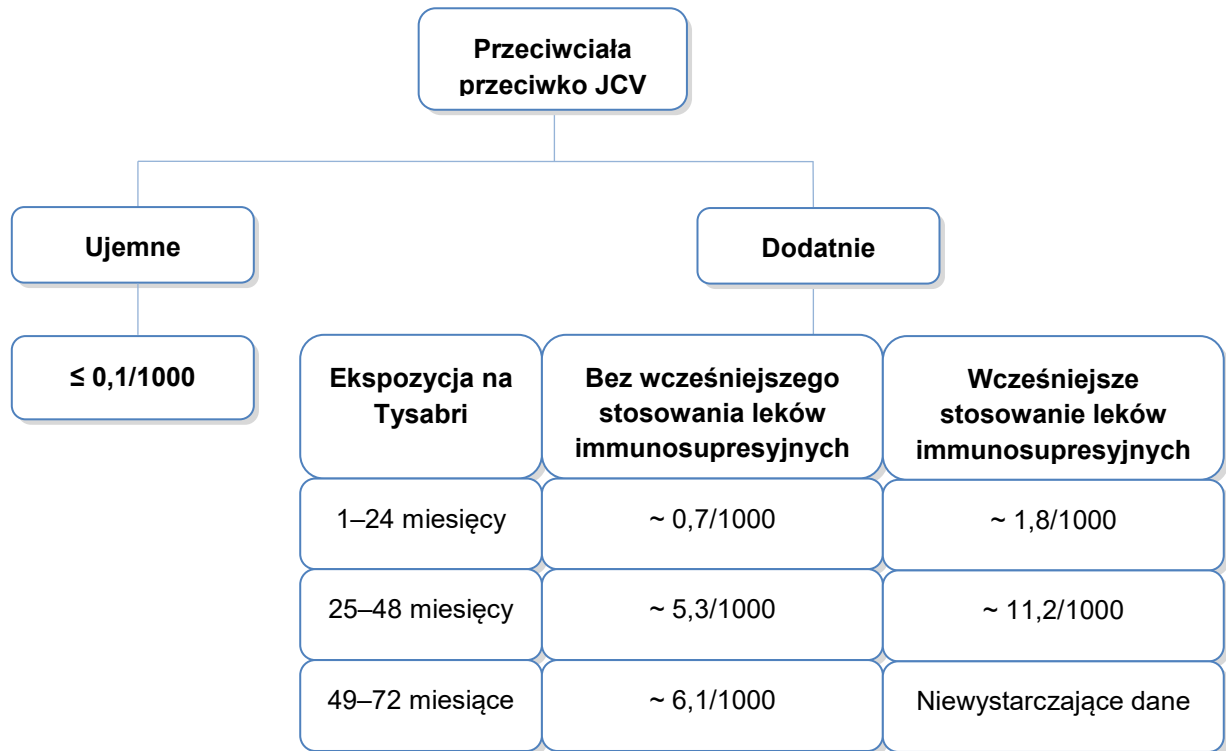 Przeciwciała
przeciwko JCV
Ujemne
Dodatnie
≤ 0,1/1000
Ekspozycja na
Tysabri
Bez wcześniejszego
stosowania leków
immunosupresyjnych
Wcześniejsze
stosowanie leków
immunosupresyjnych
1–24 miesięcy
~ 0,7/1000
~ 1,8/1000
25–48 miesięcy
~ 5,3/1000
~ 11,2/1000
49–72 miesiące
~ 6,1/1000
Niewystarczające dane